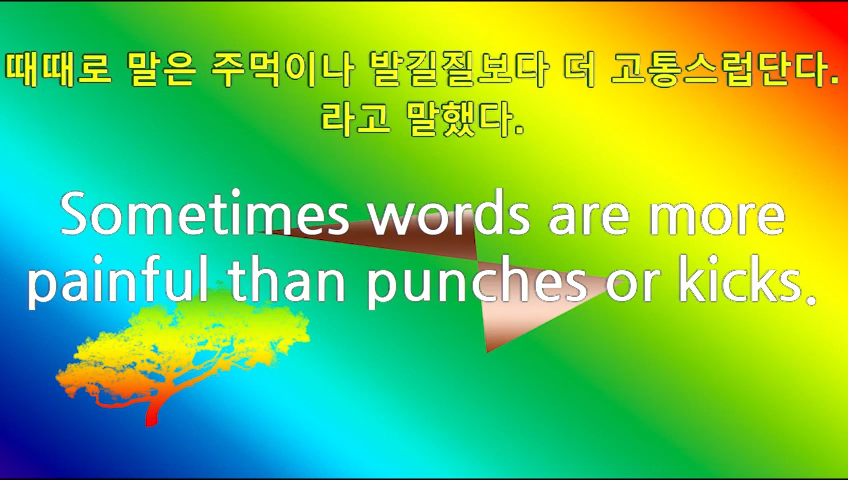 때때로 말은 주먹이나 발길질보다 더 고통스럽단다.
라고 말했다.
Sometimes words are more
painful than punches or kicks.